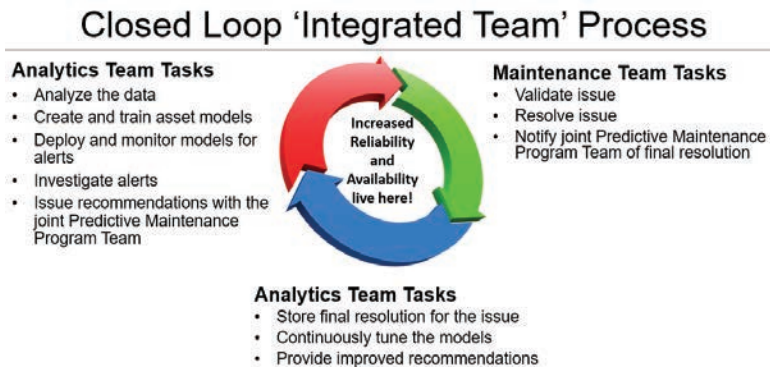 Closed Loop ‘Integrated Team’ Process
Analytics Team Tasks
• Analyze the data
• Create and train asset models
• Deploy and monitor models for
alerts
• Investigate alerts
• Issue recommendations with the
joint Predictive Maintenance
Program Team
Increased
Reliability
and
Availability
live here!
Maintenance Team Tasks
• Validate issue
• Resolve issue
• Notify joint Predictive Maintenance
Program Team of final resolution
Analytics Team Tasks
• Store final resolution for the issue
• Continuously tune the models
• Provide improved recommendations